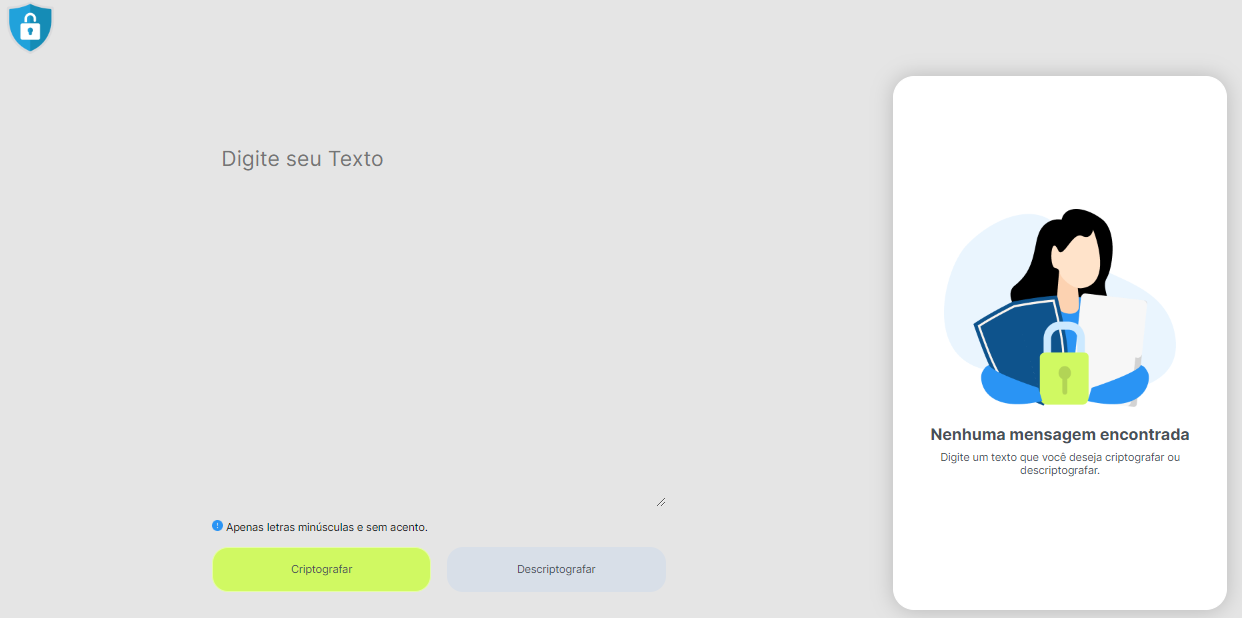 Digite seu Texto
Apenas letras minúsculas e sem acento.
Criptografar
Descriptografar
Nenhuma mensagem encontrada
Digite um texto que você deseja criptografar ou
descriptografar.